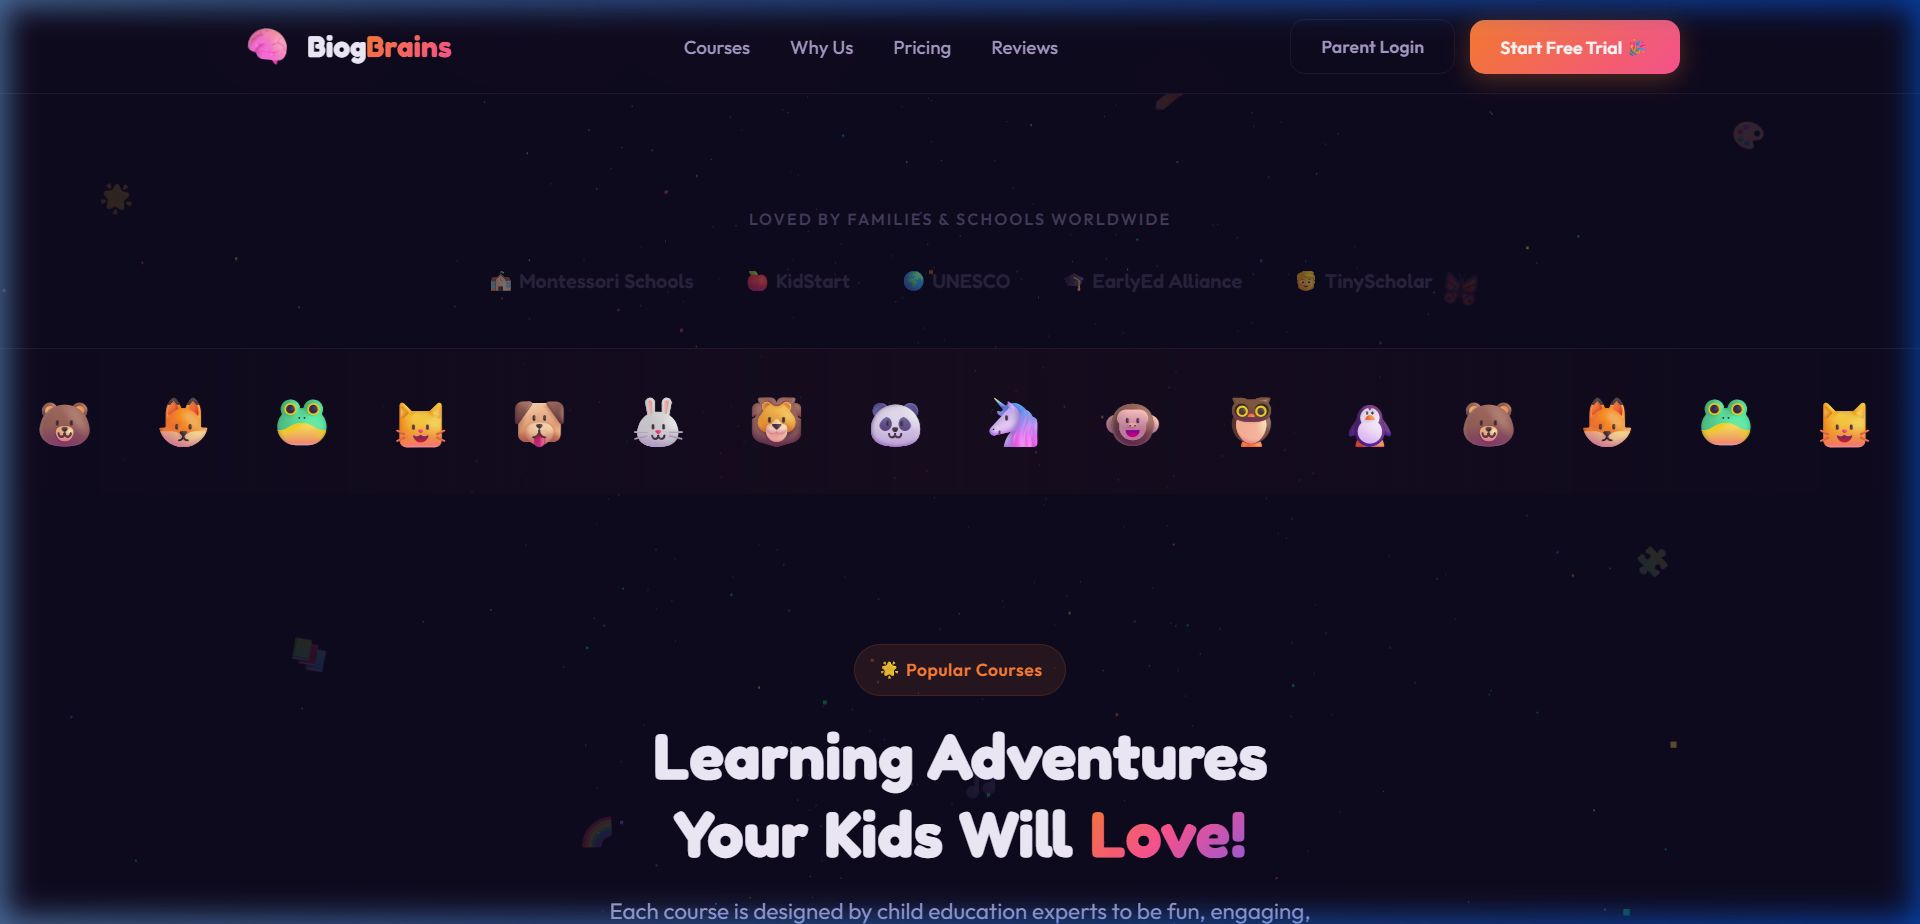 BiogBrains
Courses
Why Us
Pricing
Reviews
Parent Login
Start Free Trial
LOVED BY FAMILIES & SCHOOLS WORLDWIDE
Montessori Schools
KidStart
UNESCO
EarlyEd Alliance
TinyScholar
Popular Courses
Learning Adventures
Your Kids Will Love!
Each course is designed by child education experts to be fun, engaging,